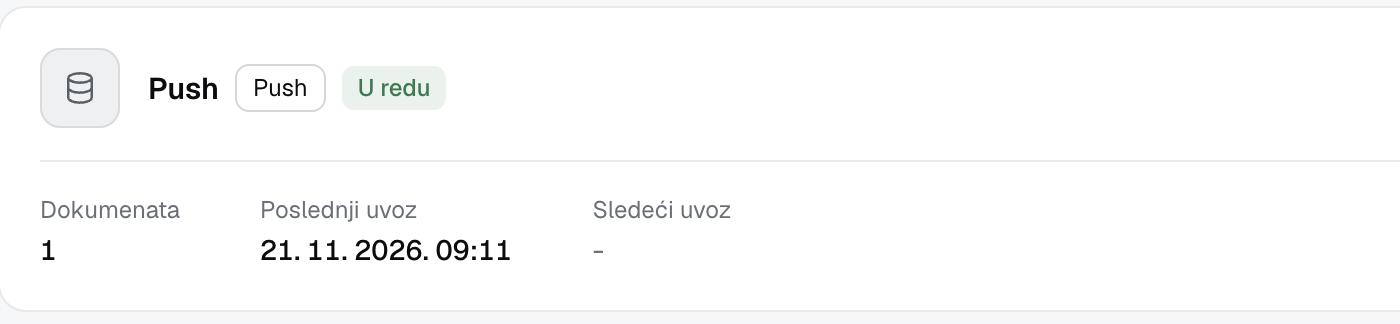 Push Push U redu
Dokumenata Poslednji uvoz Sledeći uvoz
1 21. 11. 2026. 09:11 -